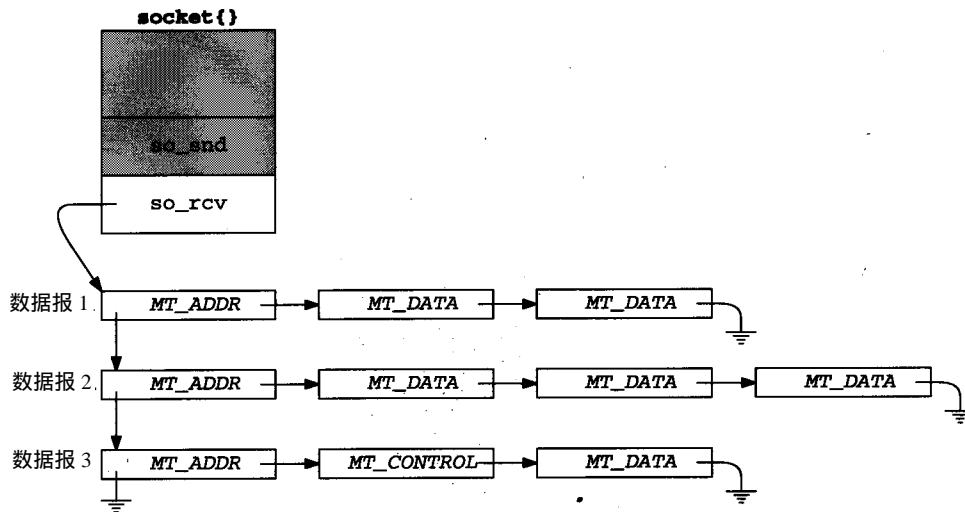 socket{}
so_snd
so_rcv
数据报 1 MT_ADDR MT_DATA MT_DATA
数据报 2 MT_ADDR MT_DATA MT_DATA MT_DATA
数据报 3 MT_ADDR MT_CONTROL MT_DATA